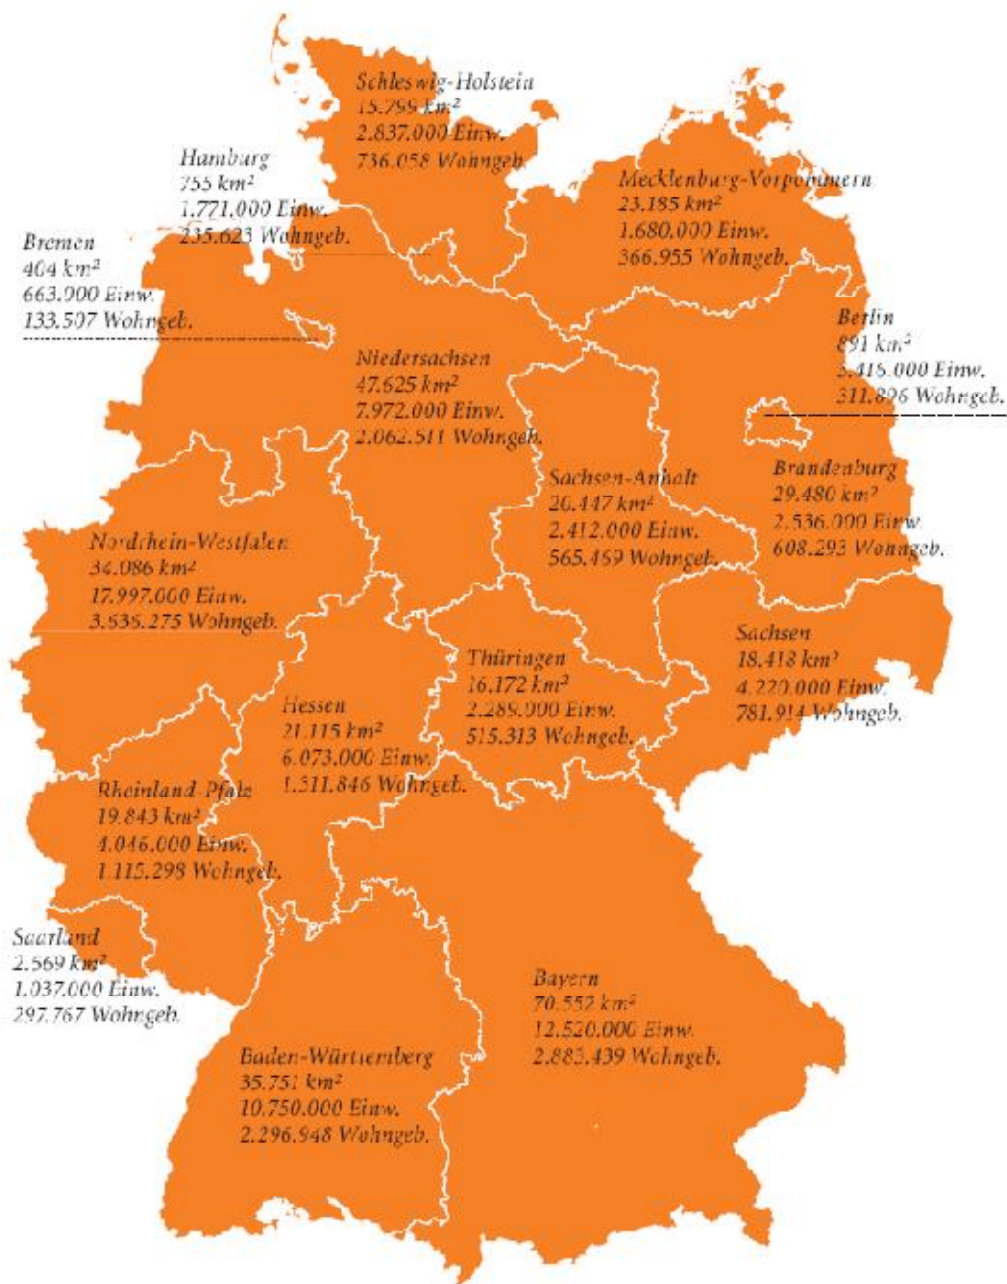 Schleswig-Holstein
15.799 km²
2.837.000 Einw.
736.058 Wohngeb.
Hamburg
755 km²
1.771.000 Einw.
235.623 Wohngeb.
Mecklenburg-Vorpommern
23.185 km²
1.680.000 Einw.
366.955 Wohngeb.
Bremen
404 km²
663.000 Einw.
133.507 Wohngeb.
Berlin
891 km²
3.416.000 Einw.
311.896 Wohngeb.
Niedersachsen
47.625 km²
7.972.000 Einw.
2.062.511 Wohngeb.
Sachsen-Anhalt
20.447 km²
2.412.000 Einw.
565.469 Wohngeb.
Brandenburg
29.480 km²
2.536.000 Einw.
608.293 Wohngeb.
Nordrhein-Westfalen
34.086 km²
17.997.000 Einw.
3.636.275 Wohngeb.
Sachsen
18.418 km²
4.220.000 Einw.
781.914 Wohngeb.
Thüringen
16.172 km²
2.289.000 Einw.
515.313 Wohngeb.
Hessen
21.115 km²
6.073.000 Einw.
1.311.846 Wohngeb.
Rheinland-Pfalz
19.843 km²
4.046.000 Einw.
1.115.298 Wohngeb.
Saarland
2.569 km²
1.037.000 Einw.
297.767 Wohngeb.
Bayern
70.552 km²
12.520.000 Einw.
2.883.439 Wohngeb.
Baden-Württemberg
35.751 km²
10.750.000 Einw.
2.296.948 Wohngeb.